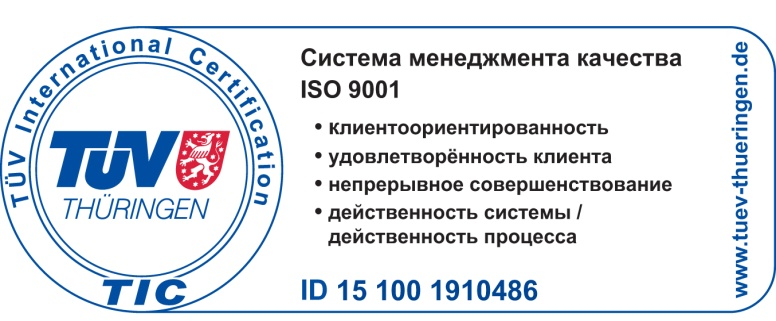 TÜV International Certification
TÜV
THÜRINGEN
TIC
Система менеджмента качества
ISO 9001
• клиентоориентированность
• удовлетворённость клиента
• непрерывное совершенствование
• действенность системы /
действенность процесса
ID 15 100 1910486
www.tuev-thueringen.de